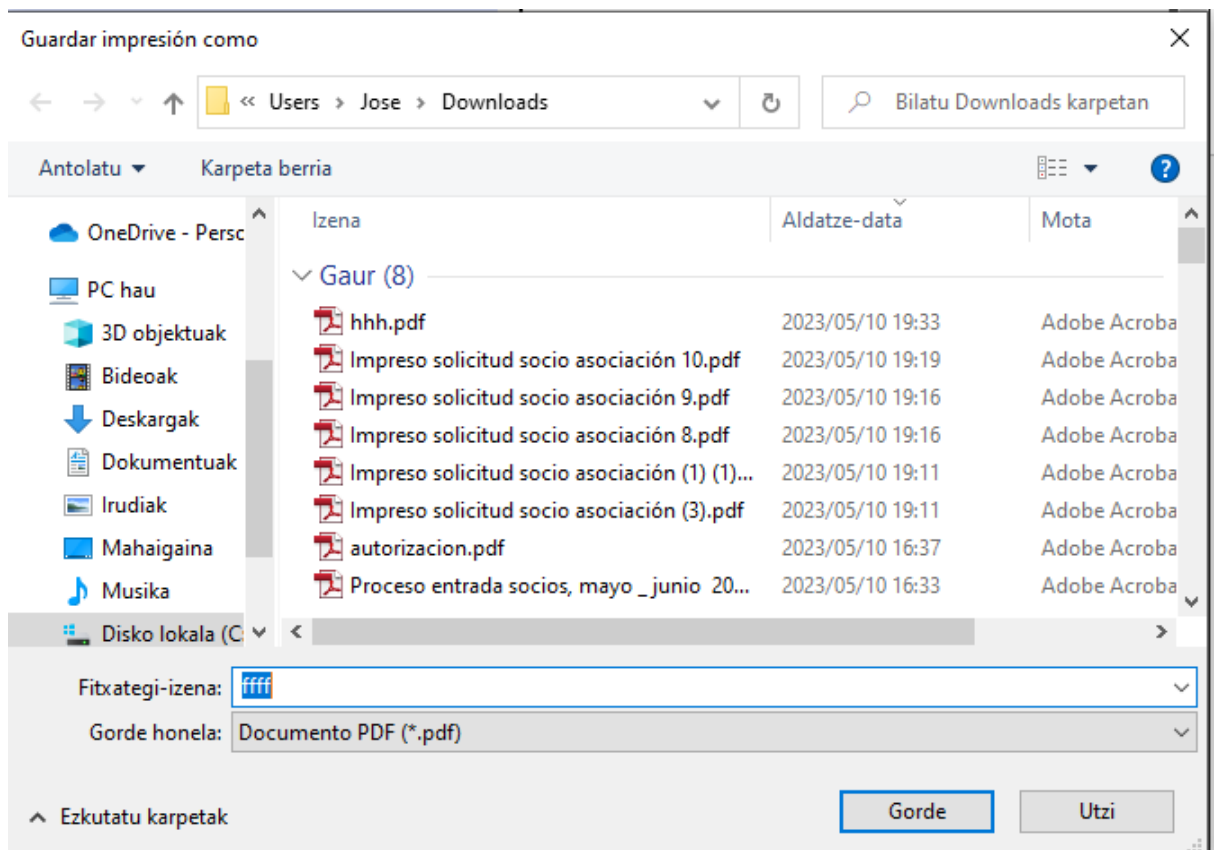 Guardar impresión como
« Users › Jose › Downloads
Bilatu Downloads karpetan
Antolatu
Karpeta berria
OneDrive - Persc
PC hau
3D objektuak
Bideoak
Deskargak
Dokumentuak
Irudiak
Mahaigaina
Musika
Disko lokala (C:
Izena Aldatze-data Mota
Gaur (8)
hhh.pdf 2023/05/10 19:33 Adobe Acroba
Impreso solicitud socio asociación 10.pdf 2023/05/10 19:19 Adobe Acroba
Impreso solicitud socio asociación 9.pdf 2023/05/10 19:16 Adobe Acroba
Impreso solicitud socio asociación 8.pdf 2023/05/10 19:16 Adobe Acroba
Impreso solicitud socio asociación (1) (1)... 2023/05/10 19:11 Adobe Acroba
Impreso solicitud socio asociación (3).pdf 2023/05/10 19:11 Adobe Acroba
autorizacion.pdf 2023/05/10 16:37 Adobe Acroba
Proceso entrada socios, mayo _ junio 20... 2023/05/10 16:33 Adobe Acroba
Fitxategi-izena: ffff
Gorde honela: Documento PDF (*.pdf)
Ezkutatu karpetak
Gorde
Utzi